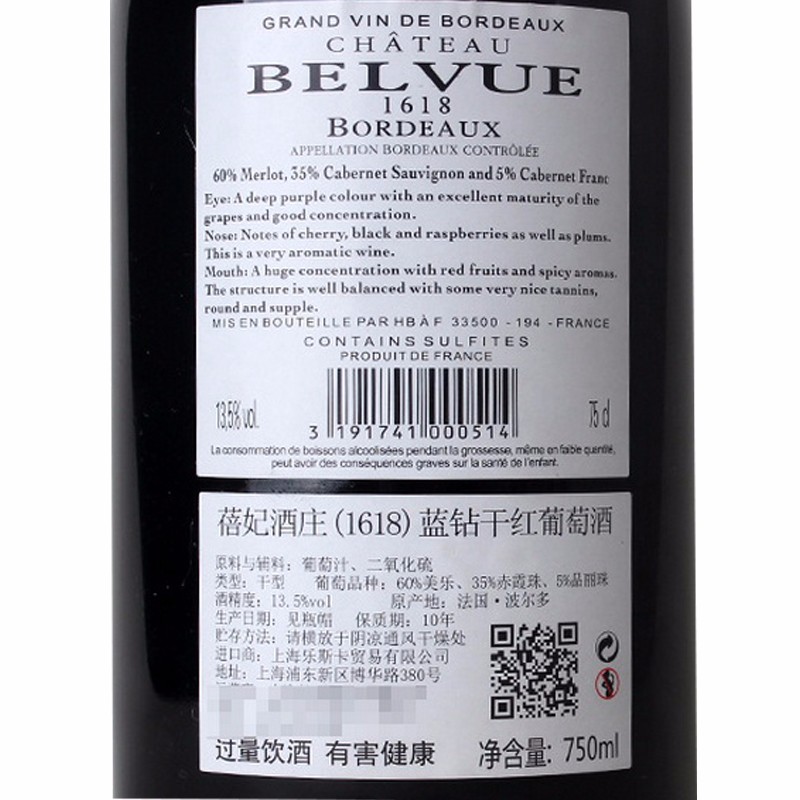 GRAND VIN DE BORDEAUX
CHÂTEAU
BELVUE
1618
BORDEAUX
APPELLATION BORDEAUX CONTRÔLÉE
60% Merlot, 35% Cabernet Sauvignon and 5% Cabernet Franc
Eye: A deep purple colour with an excellent maturity of the
grapes and good concentration.
Nose: Notes of cherry, black and raspberries as well as plums.
This is a very aromatic wine.
Mouth: A huge concentration with red fruits and spicy aromas.
The structure is well balanced with some very nice tannins,
round and supple.
MIS EN BOUTEILLE PAR HB À F 33500 - 194 - FRANCE
CONTAINS SULFITES
PRODUIT DE FRANCE
13,5% vol.
75 cl
3 191741 000514
La consommation de boissons alcoolisées pendant la grossesse, même en faible quantité,
peut avoir des conséquences graves sur la santé de l'enfant.
蓓妃酒庄(1618)蓝钻干红葡萄酒
原料与辅料: 葡萄汁、二氧化硫
类型: 干型 葡萄品种: 60%美乐、35%赤霞珠、5%品丽珠
酒精度: 13.5%vol 原产地: 法国·波尔多
生产日期: 见瓶帽 保质期: 10年
贮存方法: 请横放于阴凉通风干燥处
进口商: 上海乐斯卡贸易有限公司
地址: 上海浦东新区博华路380号
过量饮酒 有害健康 净含量: 750ml